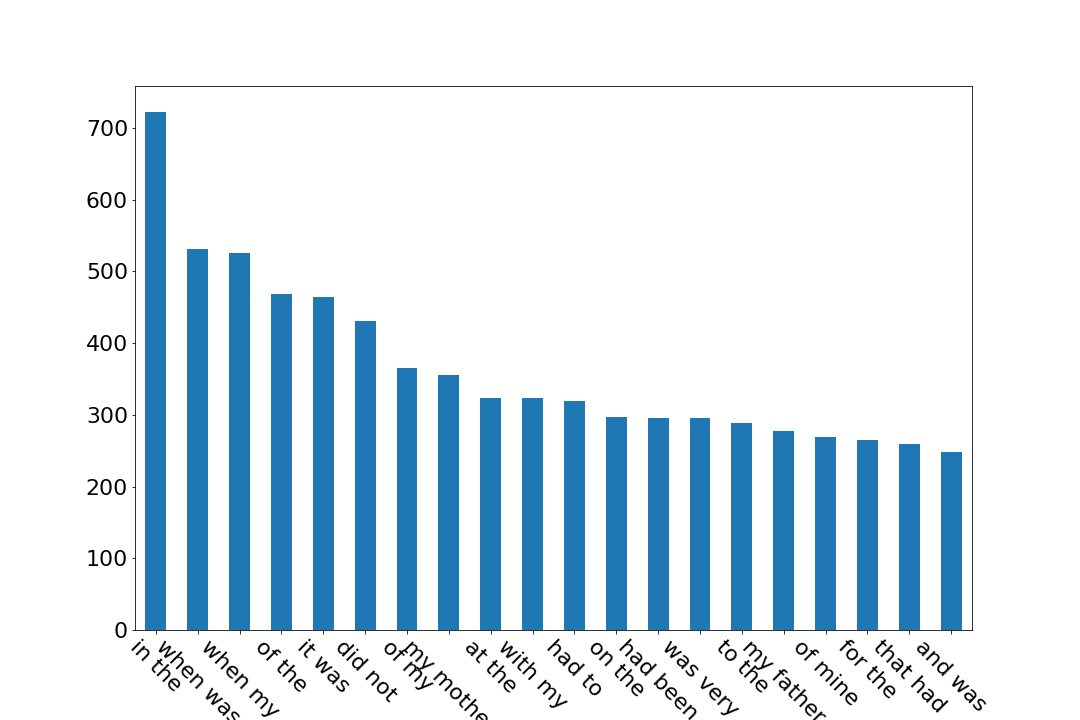 700
600
500
400
300
200
100
0
in the
when was
when my
of the
it was
did not
of my
my mothe
at the
with my
had to
on the
had been
was very
to the
my father
of mine
for the
that had
and was